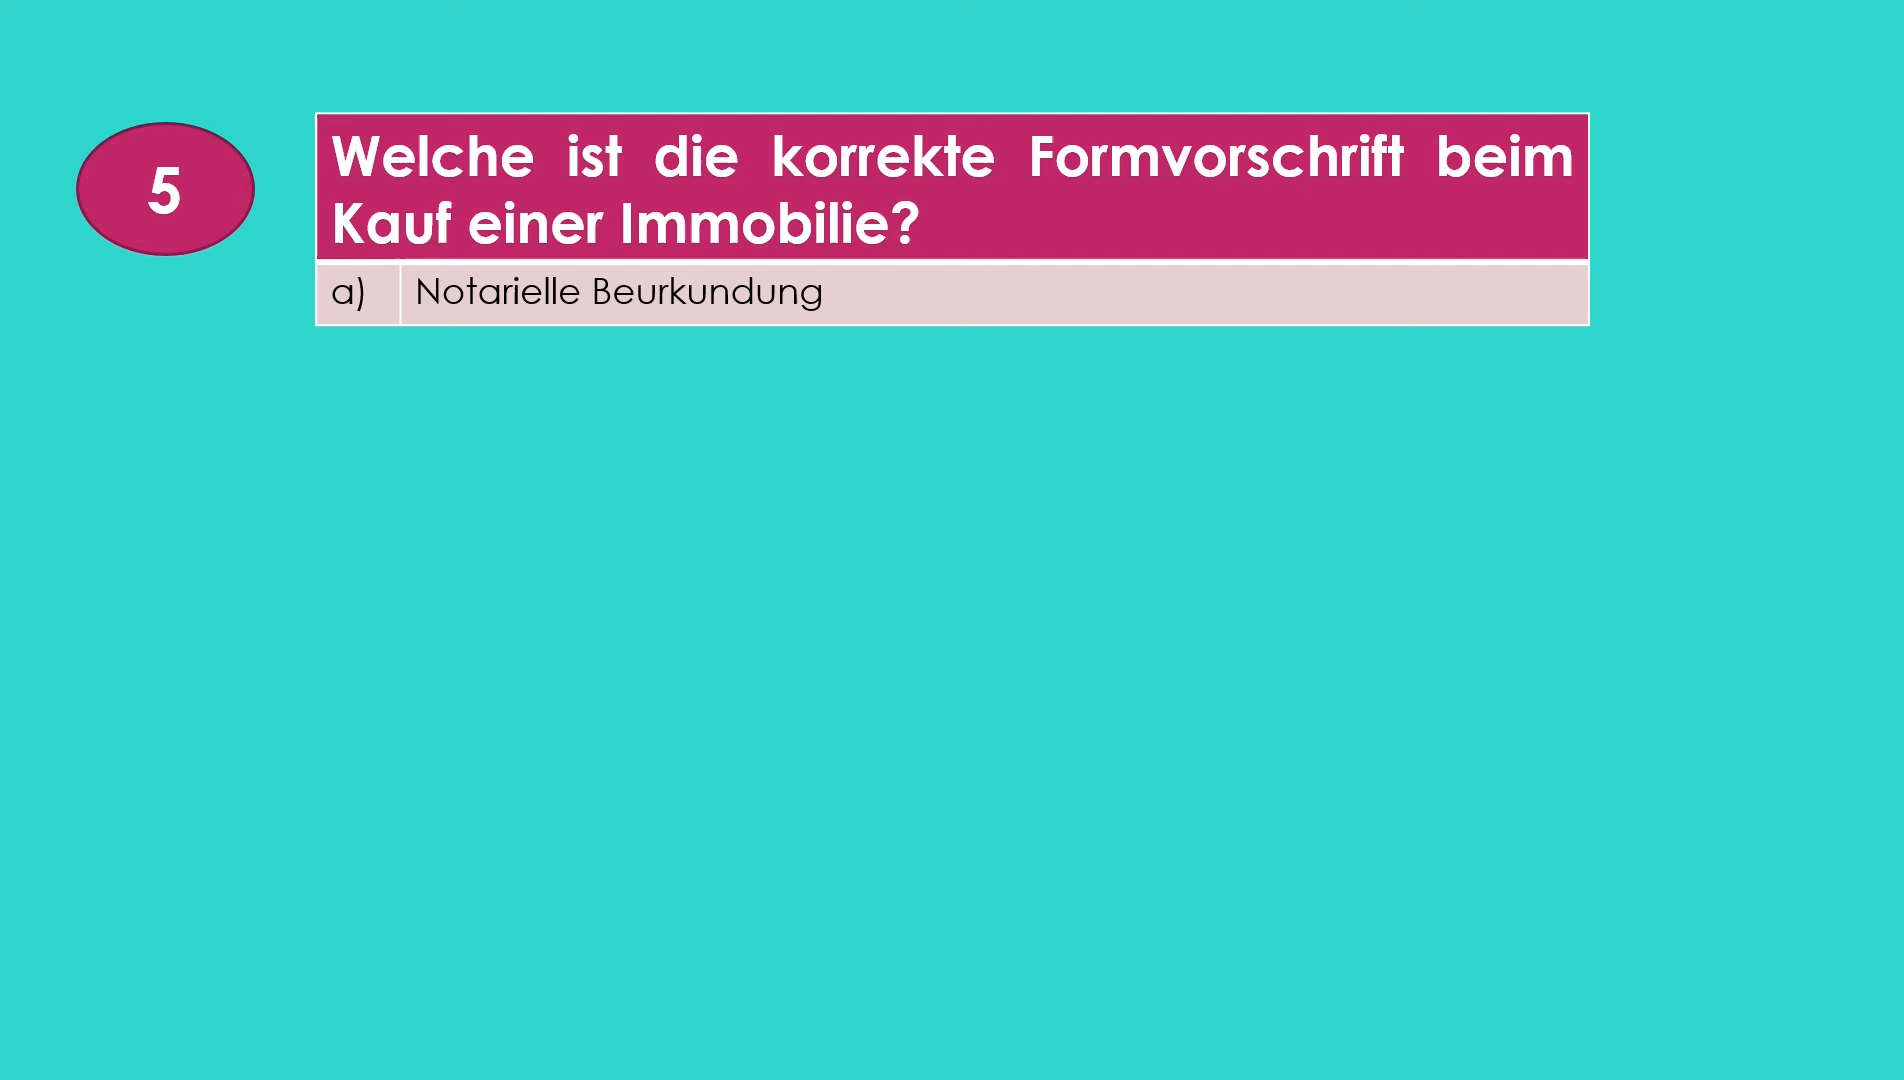 5
Welche ist die korrekte Formvorschrift beim
Kauf einer Immobilie?
a) Notarielle Beurkundung